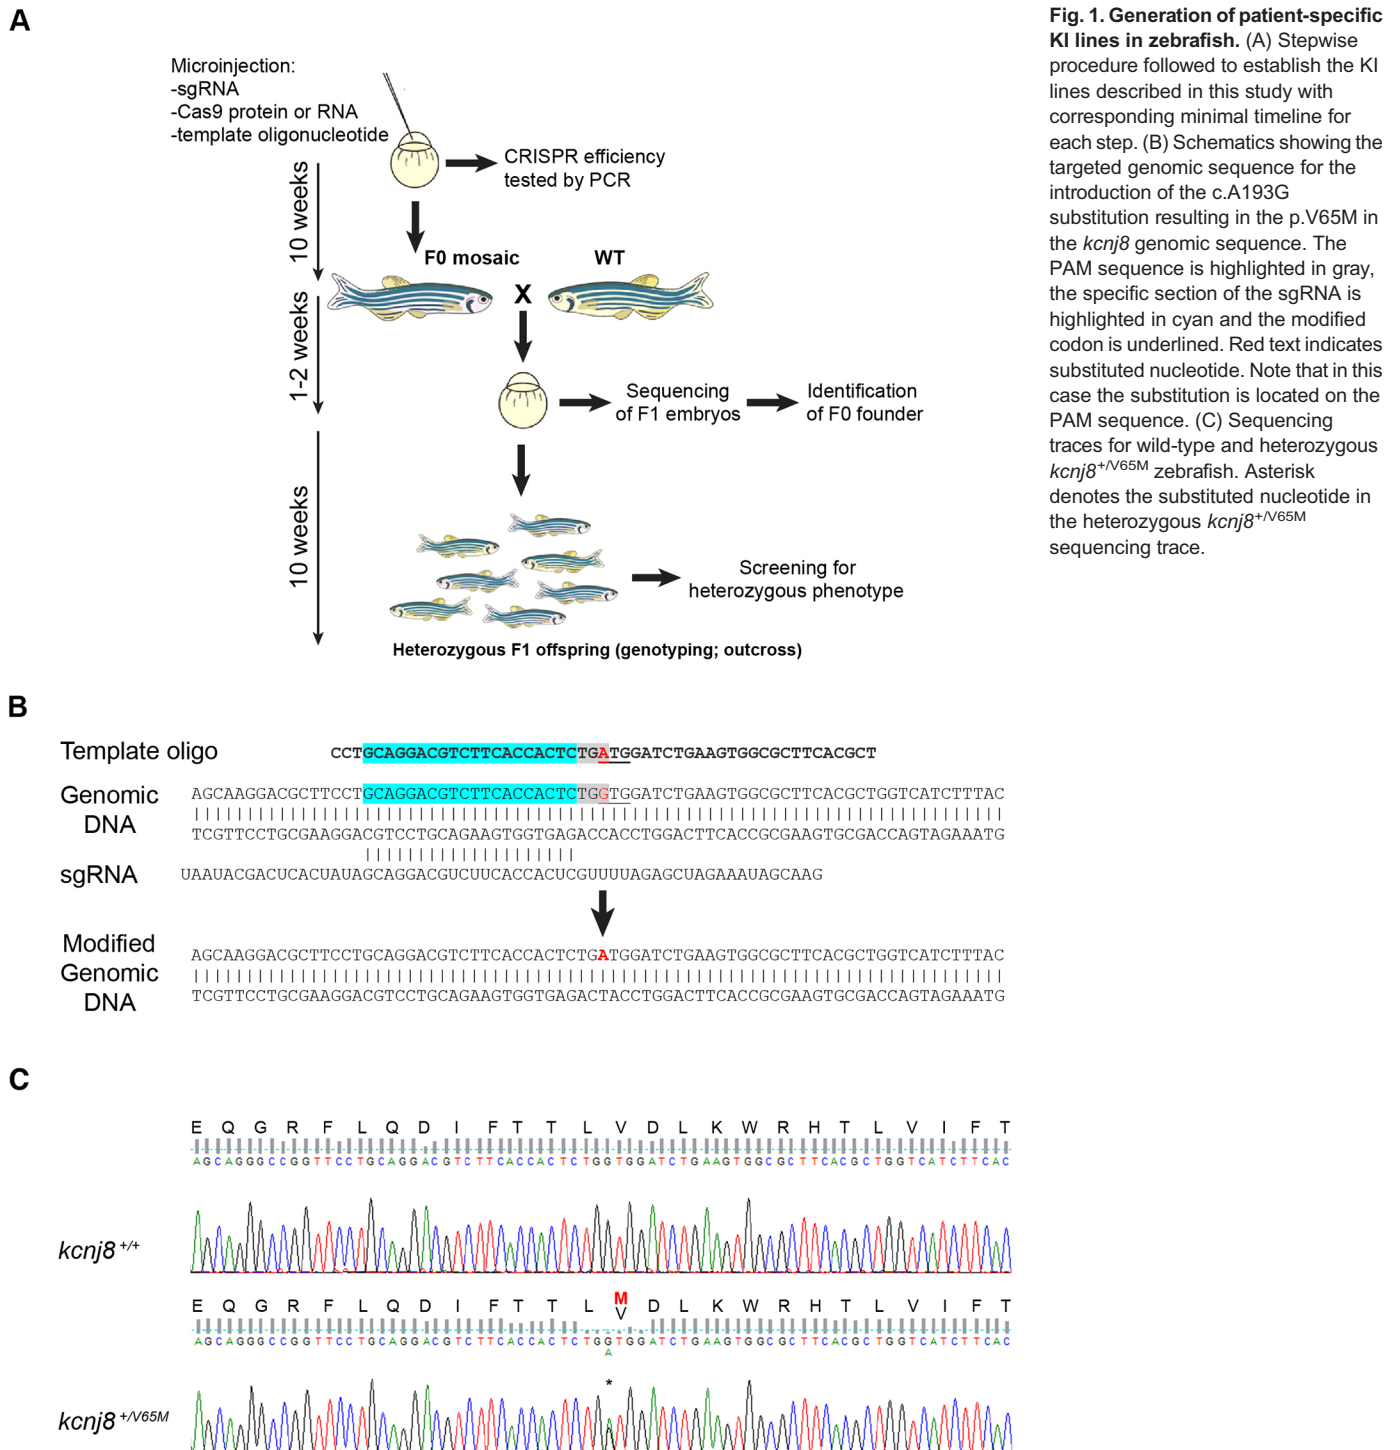 A
Microinjection:
-sgRNA
-Cas9 protein or RNA
-template oligonucleotide
CRISPR efficiency
tested by PCR
10 weeks
F0 mosaic
WT
X
1-2 weeks
Sequencing
of F1 embryos
Identification
of F0 founder
10 weeks
Screening for
heterozygous phenotype
Heterozygous F1 offspring (genotyping; outcross)
Fig. 1. Generation of patient-specific
KI lines in zebrafish. (A) Stepwise
procedure followed to establish the KI
lines described in this study with
corresponding minimal timeline for
each step. (B) Schematics showing the
targeted genomic sequence for the
introduction of the c.A193G
substitution resulting in the p.V65M in
the kcnj8 genomic sequence. The
PAM sequence is highlighted in gray,
the specific section of the sgRNA is
highlighted in cyan and the modified
codon is underlined. Red text indicates
substituted nucleotide. Note that in this
case the substitution is located on the
PAM sequence. (C) Sequencing
traces for wild-type and heterozygous
kcnj8+/V65M zebrafish. Asterisk
denotes the substituted nucleotide in
the heterozygous kcnj8+/V65M
sequencing trace.
B
Template oligo
CCTGCAGGACGTCTTCACCACTCTGATGGATCTGAAGTGGCGCTTCACGCT
Genomic
DNA
AGCAAGGACGCTTCCTGCAGGACGTCTTCACCACTCTGGTGGATCTGAAGTGGCGCTTCACGCTGGTCATCTTTAC
TCGTTCCTGCGAAGGACGTCCTGCAGAAGTGGTGAGACCACCTGGACTTCACCGCGAAGTGCGACCAGTAGAAATG
sgRNA
UAAUACGACUCACUAUAGCAGGACGUCUUCACCACUCGUUUUAGAGCUAGAAAUAGCAAG
Modified
Genomic
DNA
AGCAAGGACGCTTCCTGCAGGACGTCTTCACCACTCTGATGGATCTGAAGTGGCGCTTCACGCTGGTCATCTTTAC
TCGTTCCTGCGAAGGACGTCCTGCAGAAGTGGTGAGACTACCTGGACTTCACCGCGAAGTGCGACCAGTAGAAATG
C
E Q G R F L Q D I F T T L V D L K W R H T L V I F T
AGCAGGGCCGGTTCCTGCAGGACGTCTTCACCACTCTGGTGGATCTGAAGTGGCGCTTCACGCTGGTCATCTTCAC
kcnj8 +/+
M
E Q G R F L Q D I F T T L V D L K W R H T L V I F T
AGCAGGGCCGGTTCCTGCAGGACGTCTTCACCACTCTGGTGGATCTGAAGTGGCGCTTCACGCTGGTCATCTTCAC
A
*
kcnj8 +/V65M